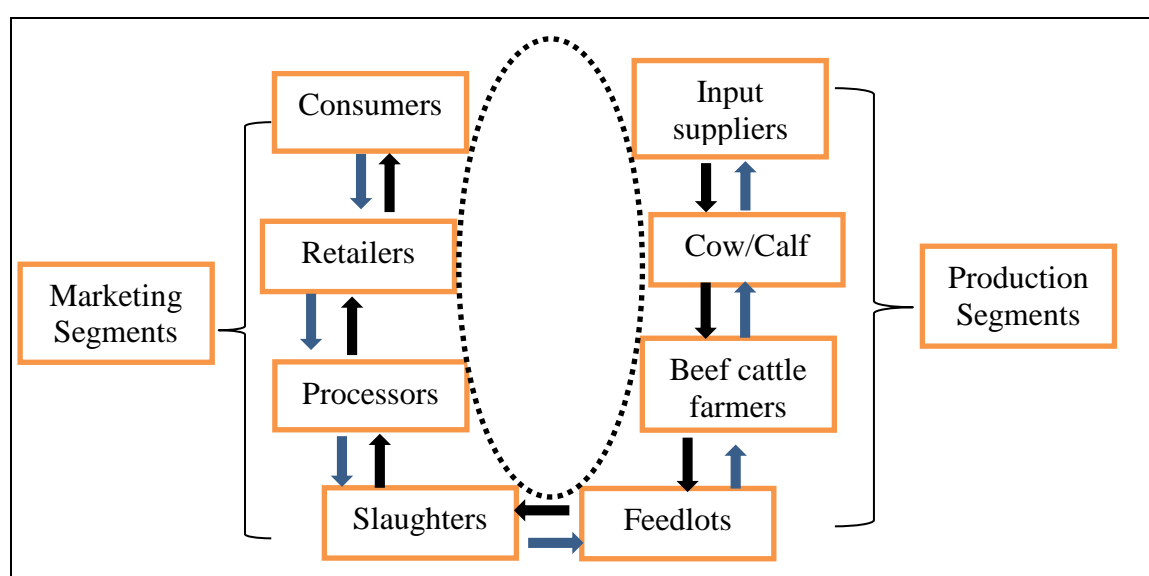 Consumers
Input
suppliers
Retailers
Cow/Calf
Marketing
Segments
Production
Segments
Processors
Beef cattle
farmers
Slaughters
Feedlots